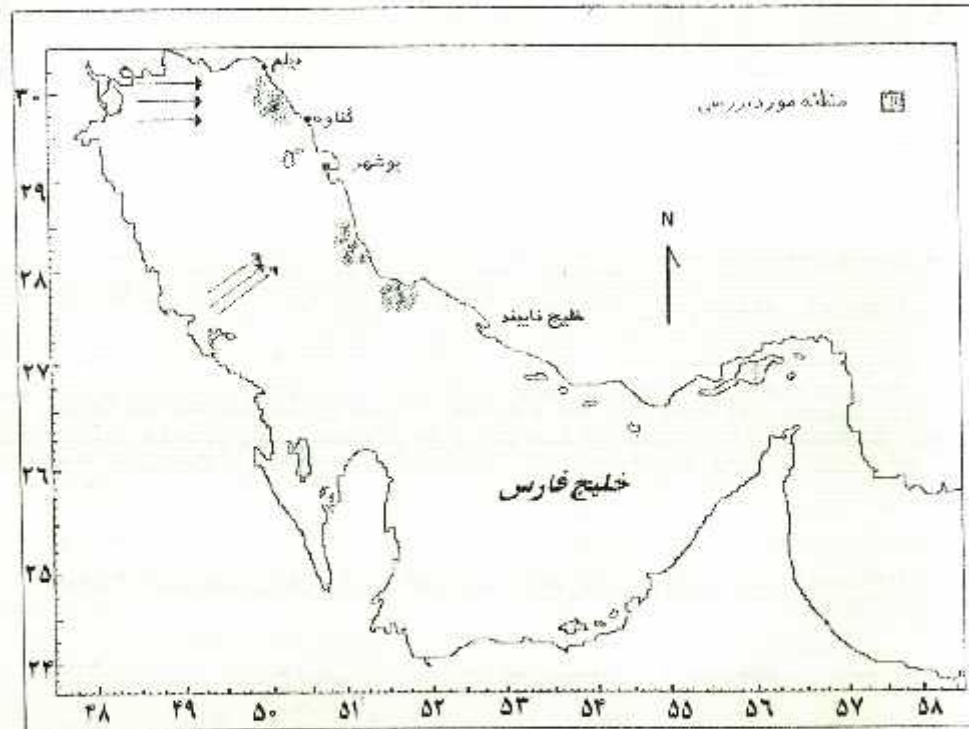 دیلم
۳۰
منطقه مورد بررسی
گناوه
بوشهر
۲۹
N
۲۸
خلیج نایبند
۲۷
۲۶
خلیج فارس
۲۵
۲۴
۴۸ ۴۹ ۵۰ ۵۱ ۵۲ ۵۳ ۵۴ ۵۵ ۵۶ ۵۷ ۵۸